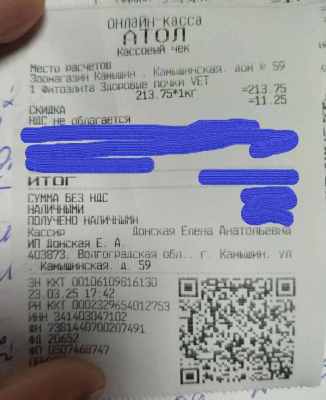 ОНЛАЙН-КАССА
АТОЛ
КАССОВЫЙ ЧЕК
Место расчетов
Зоомагазин Камышин . Камышинская. дом № 59
1 Фитоэлита Здоровые почки VET =213.75
213.75*1КГ =11.25
СКИДКА
НДС не облагается
ИТОГ
СУММА БЕЗ НДС
НАЛИЧНЫМИ
ПОЛУЧЕНО НАЛИЧНЫМИ
Кассир Донская Елена Анатольевна
ИП Донская Е. А.
403873. Волгоградская обл.. г. Камышин. ул
. Камышинская. д. 59
ЗН ККТ 00106109816130
23.03.25 17:42
РН ККТ 0002329654012753
ИНН 341403047102
ФН 7381440700207491
ФД 20652
ФП 0507468747